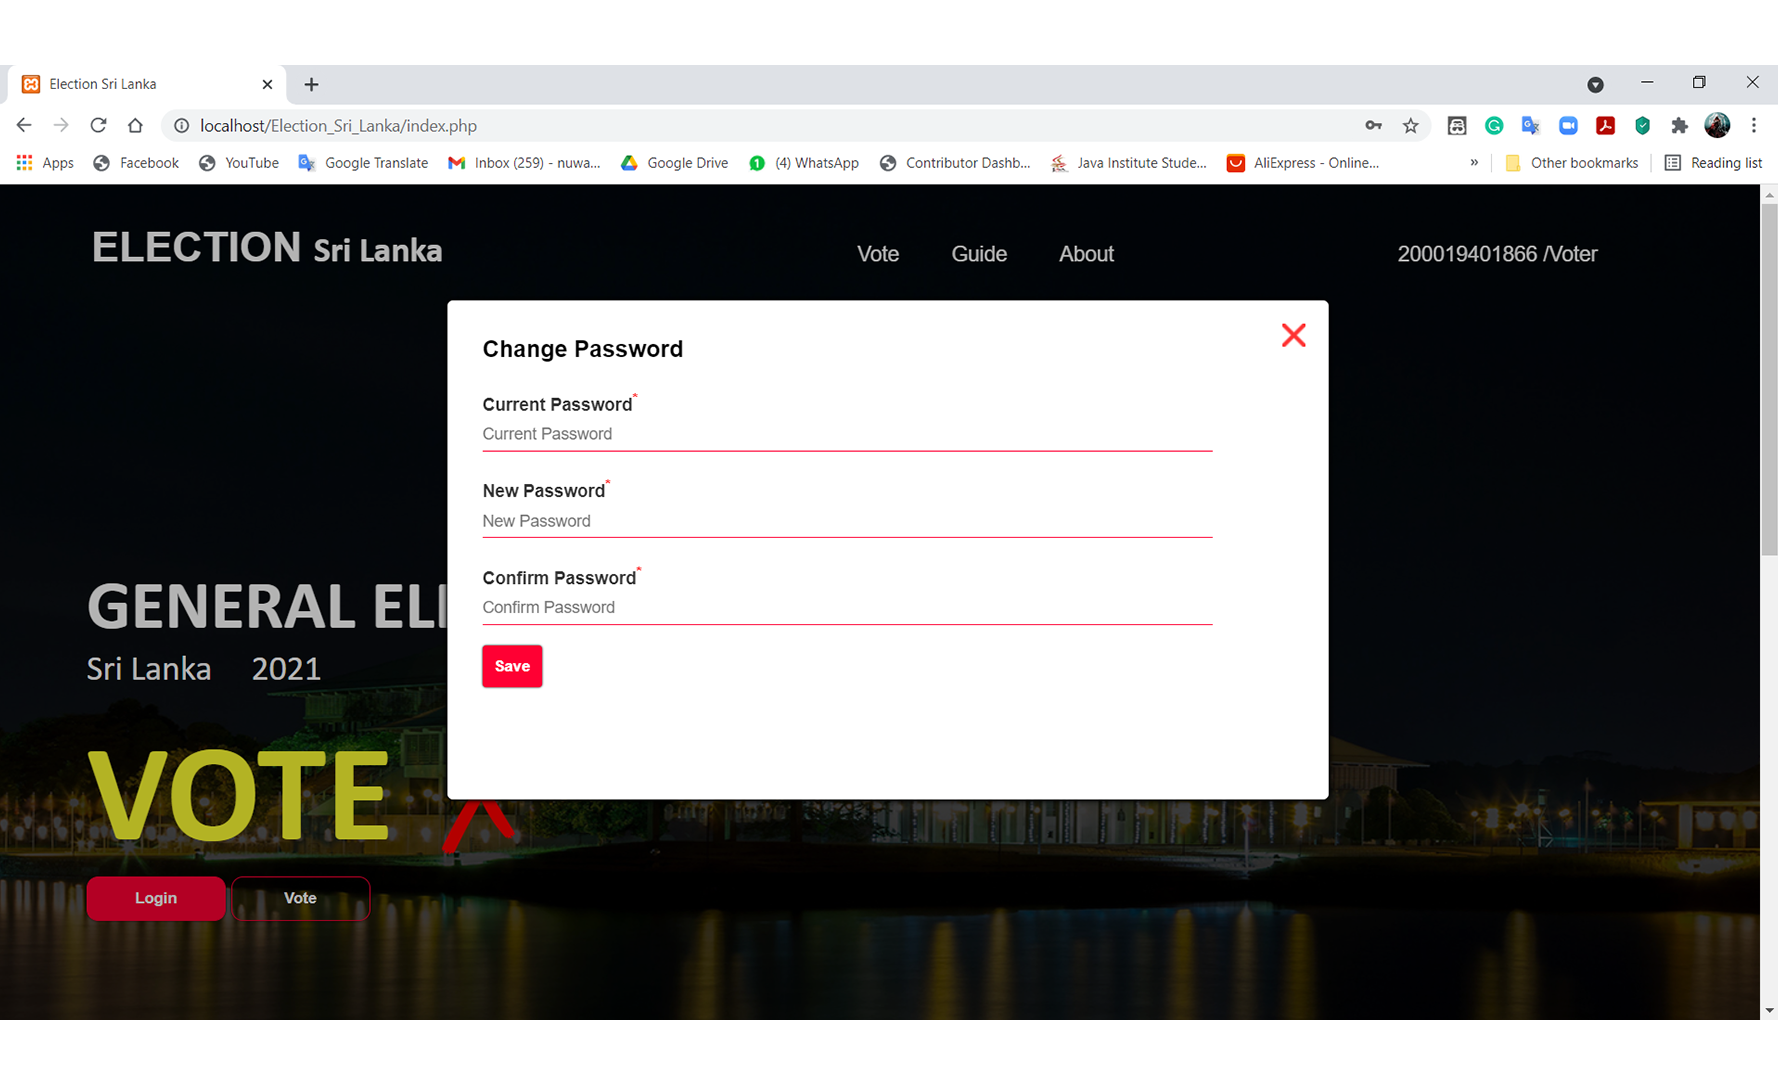 Election Sri Lanka
localhost/Election_Sri_Lanka/index.php
Apps Facebook YouTube Google Translate Inbox (259) - nuwa... Google Drive (4) WhatsApp Contributor Dashb... Java Institute Stude... AliExpress - Online... » Other bookmarks Reading list
ELECTION Sri Lanka Vote Guide About 200019401866 /Voter
Change Password
Current Password*
Current Password
New Password*
New Password
Confirm Password*
Confirm Password
Save
GENERAL ELE
Sri Lanka 2021
VOTE
Login Vote